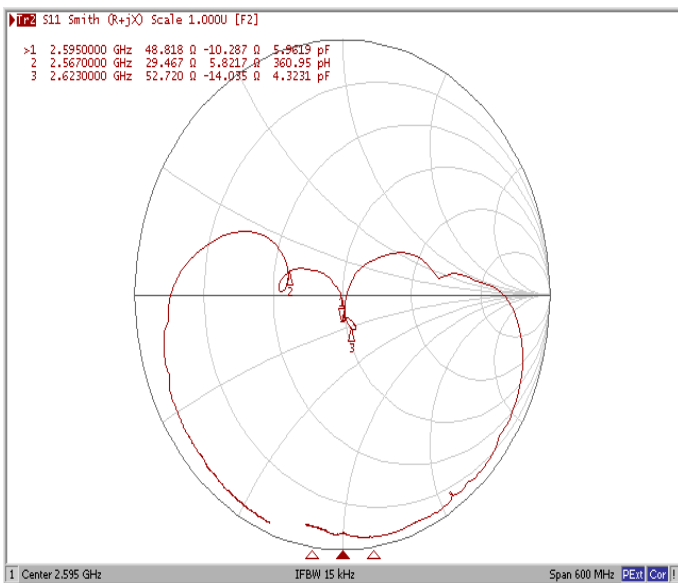 Tr2 S11 Smith (R+jX) Scale 1.000U [F2]
>1 2.5950000 GHz 48.818 Ω -10.287 Ω 5.9619 pF
2 2.5670000 GHz 29.467 Ω 5.8217 Ω 360.95 pH
3 2.6230000 GHz 52.720 Ω -14.035 Ω 4.3231 pF
2
1
3
1 Center 2.595 GHz IFBW 15 kHz Span 600 MHz PExt Cor !